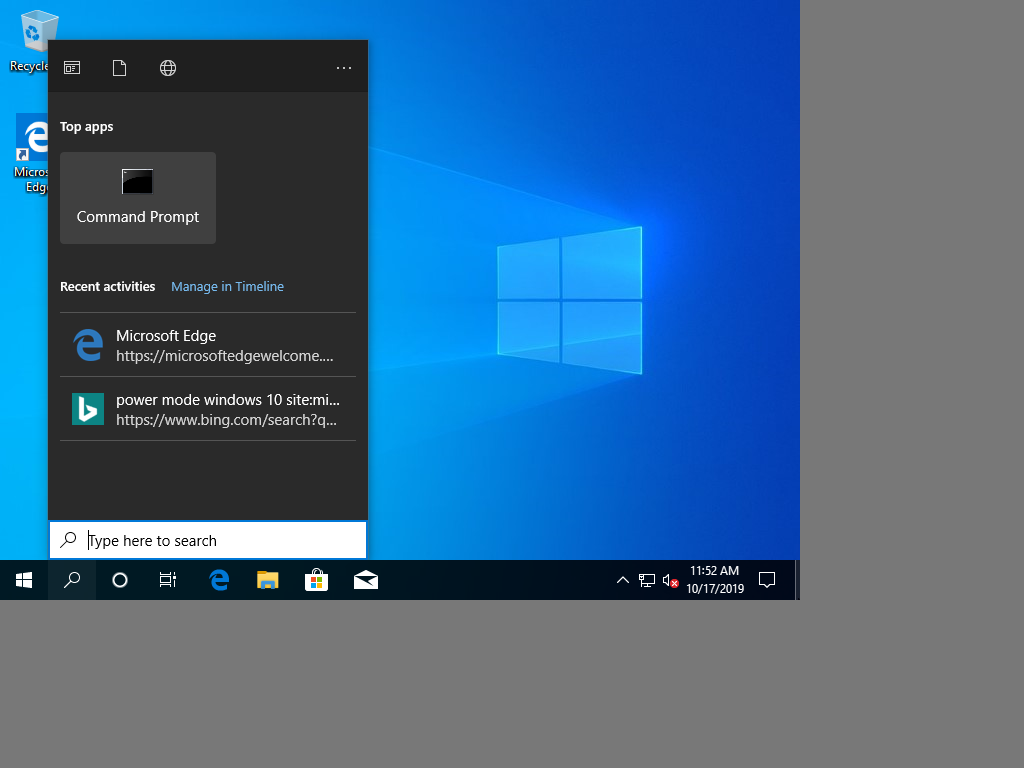 Recycle
Micros
Edg
Top apps
Command Prompt
Recent activities Manage in Timeline
Microsoft Edge
https://microsoftedgewelcome....
power mode windows 10 site:mi...
https://www.bing.com/search?q...
Type here to search
11:52 AM
10/17/2019